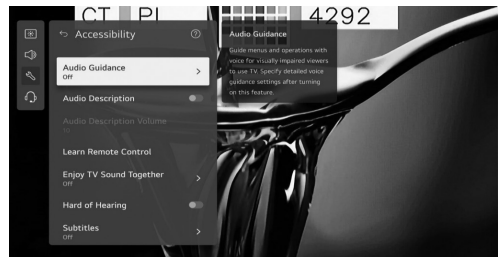 CT PL 4292
Accessibility
Audio Guidance
Off
Audio Description
Audio Description Volume
10
Learn Remote Control
Enjoy TV Sound Together
Off
Hard of Hearing
Subtitles
Off
Audio Guidance
Guide menus and operations with
voice for visually impaired viewers
to use TV. Specify detailed voice
guidance settings after turning
on this feature.